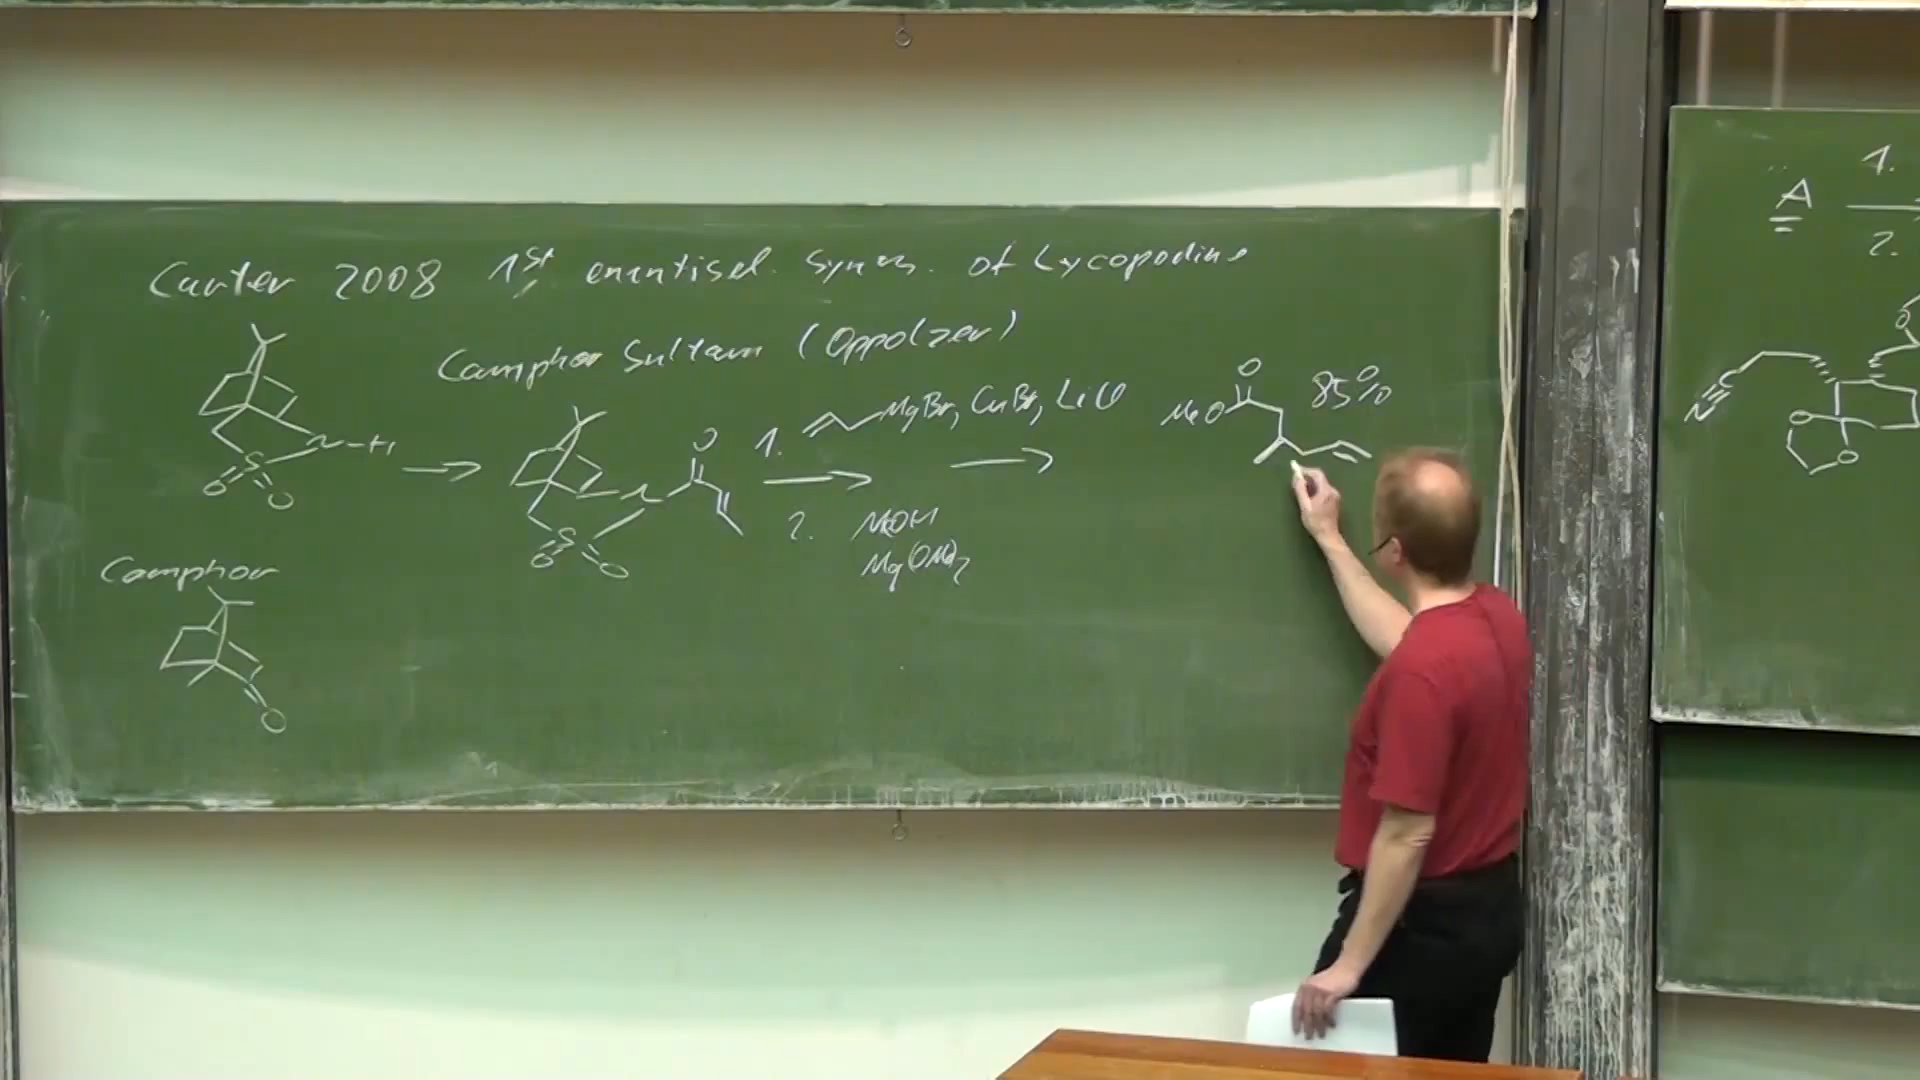 Carter 2008 1st enantiosel. Synth. of Lycopodine
Camphor Sultam (Oppolzer)
N-H
S
O
O
1. MgBr, CuBr, LiCl
2. MeOH
Mg(OMe)2
O
N
S
O
O
O
MeO
85%
Camphor
O
A
1.
2.
N
O
O
O